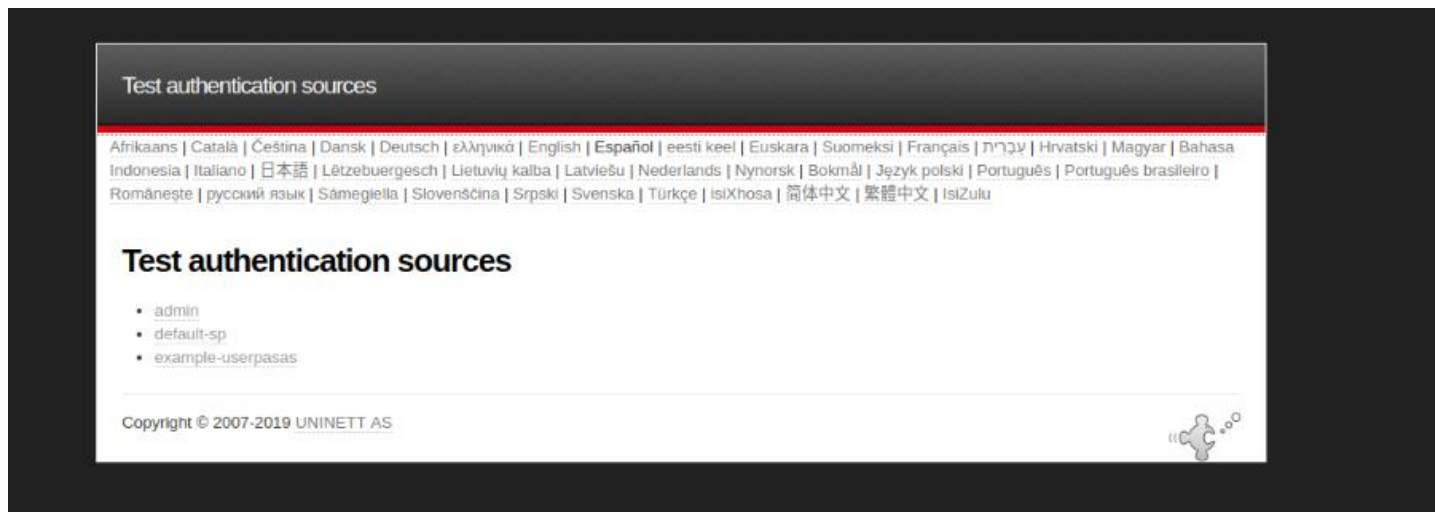 Test authentication sources
Afrikaans | Català | Čeština | Dansk | Deutsch | ελληνικά | English | Español | eesti keel | Euskara | Suomeksi | Français | עִבְרִית | Hrvatski | Magyar | Bahasa
Indonesia | Italiano | 日本語 | Lëtzebuergesch | Lietuvių kalba | Latviešu | Nederlands | Nynorsk | Bokmål | Język polski | Português | Português brasileiro |
Românește | русский язык | Sámegiella | Slovenščina | Srpski | Svenska | Türkçe | isiXhosa | 简体中文 | 繁體中文 | IsiZulu
Test authentication sources
• admin
• default-sp
• example-userpasas
Copyright © 2007-2019 UNINETT AS